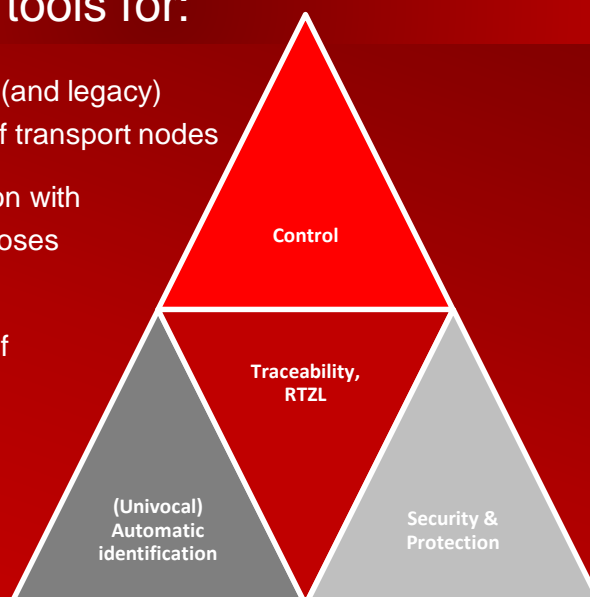 tools for:
(and legacy)
f transport nodes
on with
oses
f
Control
Traceability,
RTZL
(Univocal)
Automatic
identification
Security &
Protection